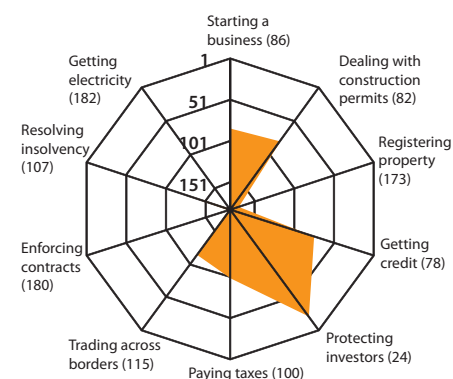 Starting a
business (86)
Dealing with
construction
permits (82)
Registering
property
(173)
Getting
credit (78)
Protecting
investors (24)
Paying taxes (100)
Trading across
borders (115)
Enforcing
contracts
(180)
Resolving
insolvency
(107)
Getting
electricity
(182)
1
51
101
151